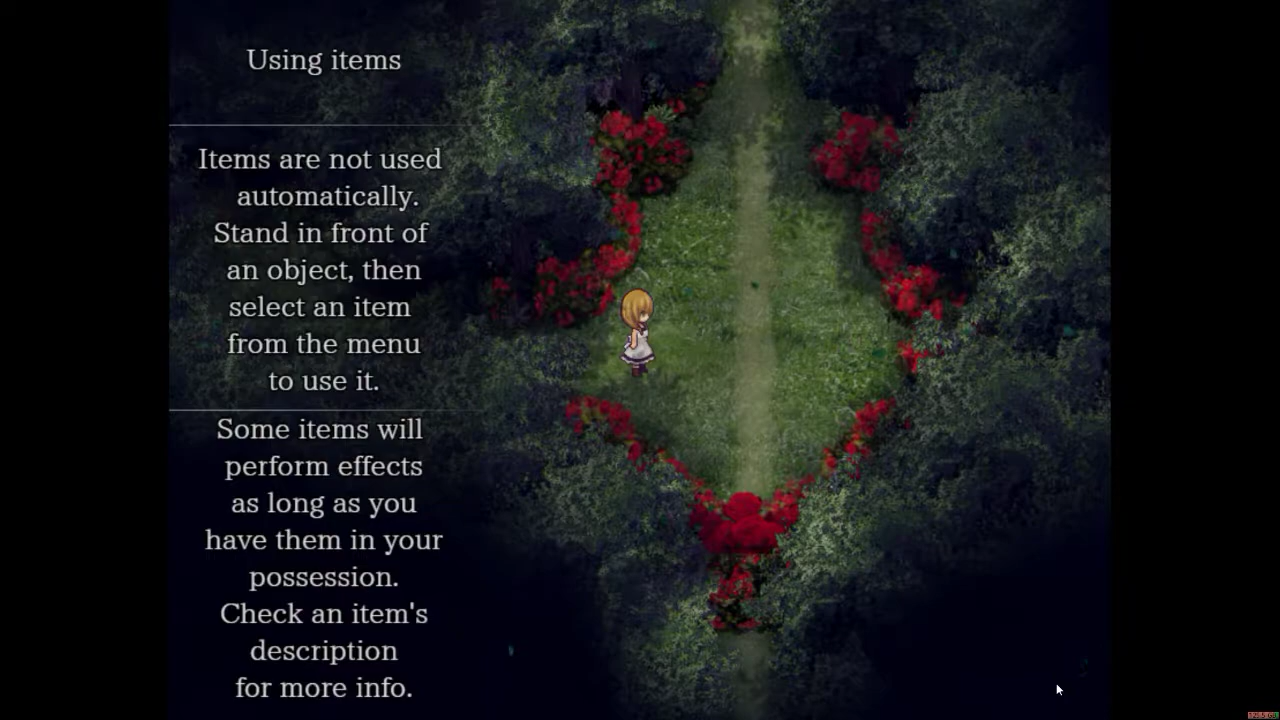 Using items
Items are not used
automatically.
Stand in front of
an object, then
select an item
from the menu
to use it.
Some items will
perform effects
as long as you
have them in your
possession.
Check an item's
description
for more info.